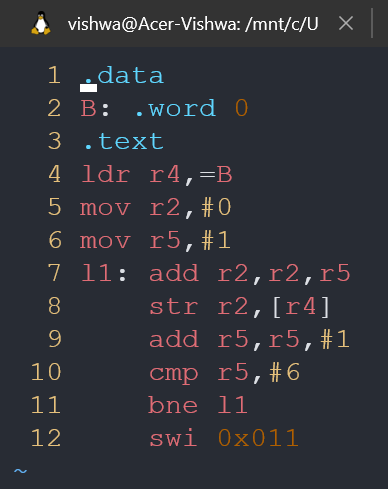 vishwa@Acer-Vishwa: /mnt/c/U
1 .data
2 B: .word 0
3 .text
4 ldr r4,=B
5 mov r2,#0
6 mov r5,#1
7 l1: add r2,r2,r5
8     str r2,[r4]
9     add r5,r5,#1
10     cmp r5,#6
11     bne l1
12     swi 0x011
~